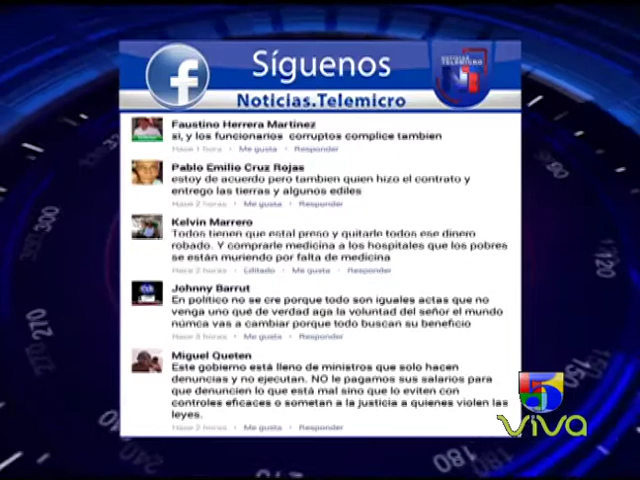 Síguenos
NOTICIAS
TELEMICRO
Noticias.Telemicro
Faustino Herrera Martinez
si, y los funcionarios corruptos complice tambien
Hace 1 hora · Me gusta · Responder
Pablo Emilio Cruz Rojas
estoy de acuerdo pero tambien quien hizo el contrato y
entrego las tierras y algunos ediles
Hace 2 horas · Me gusta · Responder
Kelvin Marrero
Todos tienen que estal preso y quitarle todos ese dinero
robado. Y comprarle medicina a los hospitales que los pobres
se están muriendo por falta de medicina
Hace 2 horas · Editado · Me gusta · Responder
Johnny Barrut
En político no se cre porque todo son iguales actas que no
venga uno qué de verdad aga la voluntad del señor el mundo
númca vas a cambiar porque todo buscan su beneficio
Hace 3 horas · Me gusta · Responder
Miguel Queten
Este gobierno está lleno de ministros que solo hacen
denuncias y no ejecutan. NO le pagamos sus salarios para
que denuncien lo que está mal sino que lo eviten con
controles eficaces o sometan a la justicia a quienes violen las
leyes.
Hace 2 horas · Me gusta · Responder
5
viva
270
120
150
180